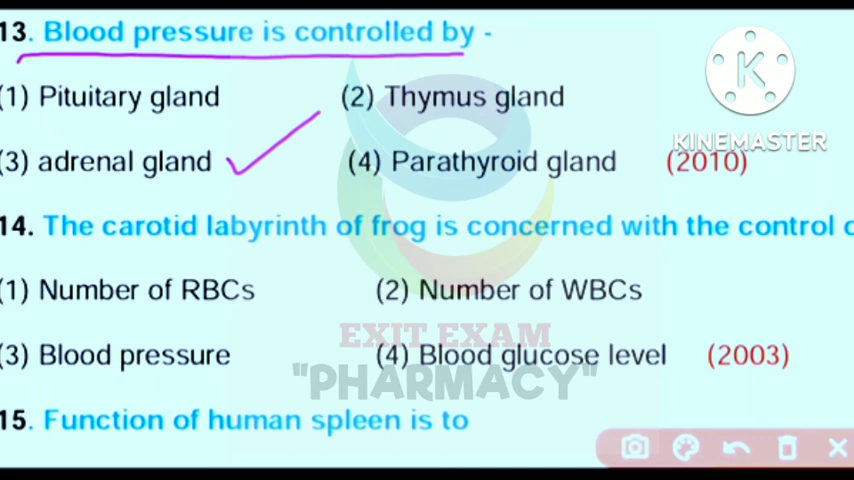 13. Blood pressure is controlled by -
(1) Pituitary gland (2) Thymus gland
KINEMASTER
(3) adrenal gland (4) Parathyroid gland (2010)
14. The carotid labyrinth of frog is concerned with the control o
(1) Number of RBCs (2) Number of WBCs
EXIT EXAM
(3) Blood pressure (4) Blood glucose level (2003)
"PHARMACY"
15. Function of human spleen is to